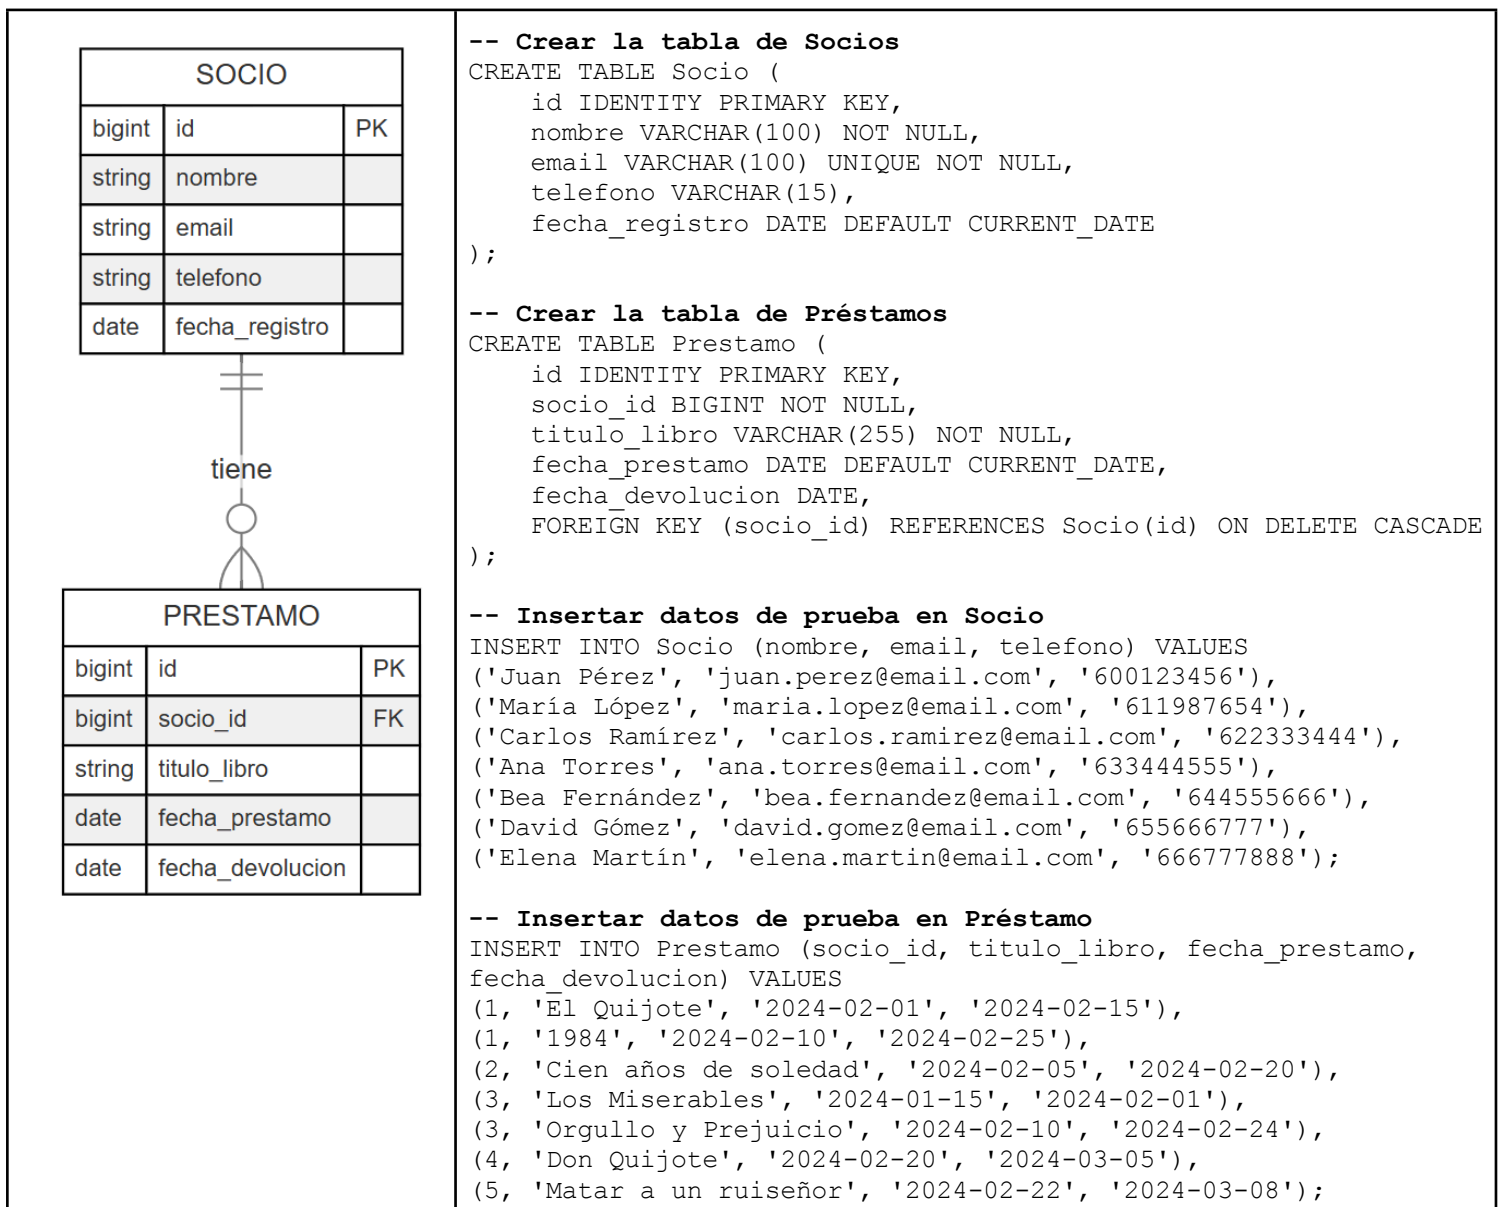 SOCIO
bigint id PK
string nombre
string email
string telefono
date fecha_registro
tiene
PRESTAMO
bigint id PK
bigint socio_id FK
string titulo_libro
date fecha_prestamo
date fecha_devolucion
-- Crear la tabla de Socios
CREATE TABLE Socio (
    id IDENTITY PRIMARY KEY,
    nombre VARCHAR(100) NOT NULL,
    email VARCHAR(100) UNIQUE NOT NULL,
    telefono VARCHAR(15),
    fecha_registro DATE DEFAULT CURRENT_DATE
);
-- Crear la tabla de Préstamos
CREATE TABLE Prestamo (
    id IDENTITY PRIMARY KEY,
    socio_id BIGINT NOT NULL,
    titulo_libro VARCHAR(255) NOT NULL,
    fecha_prestamo DATE DEFAULT CURRENT_DATE,
    fecha_devolucion DATE,
    FOREIGN KEY (socio_id) REFERENCES Socio(id) ON DELETE CASCADE
);
-- Insertar datos de prueba en Socio
INSERT INTO Socio (nombre, email, telefono) VALUES
('Juan Pérez', 'juan.perez@email.com', '600123456'),
('María López', 'maria.lopez@email.com', '611987654'),
('Carlos Ramírez', 'carlos.ramirez@email.com', '622333444'),
('Ana Torres', 'ana.torres@email.com', '633444555'),
('Bea Fernández', 'bea.fernandez@email.com', '644555666'),
('David Gómez', 'david.gomez@email.com', '655666777'),
('Elena Martín', 'elena.martin@email.com', '666777888');
-- Insertar datos de prueba en Préstamo
INSERT INTO Prestamo (socio_id, titulo_libro, fecha_prestamo,
fecha_devolucion) VALUES
(1, 'El Quijote', '2024-02-01', '2024-02-15'),
(1, '1984', '2024-02-10', '2024-02-25'),
(2, 'Cien años de soledad', '2024-02-05', '2024-02-20'),
(3, 'Los Miserables', '2024-01-15', '2024-02-01'),
(3, 'Orgullo y Prejuicio', '2024-02-10', '2024-02-24'),
(4, 'Don Quijote', '2024-02-20', '2024-03-05'),
(5, 'Matar a un ruiseñor', '2024-02-22', '2024-03-08');